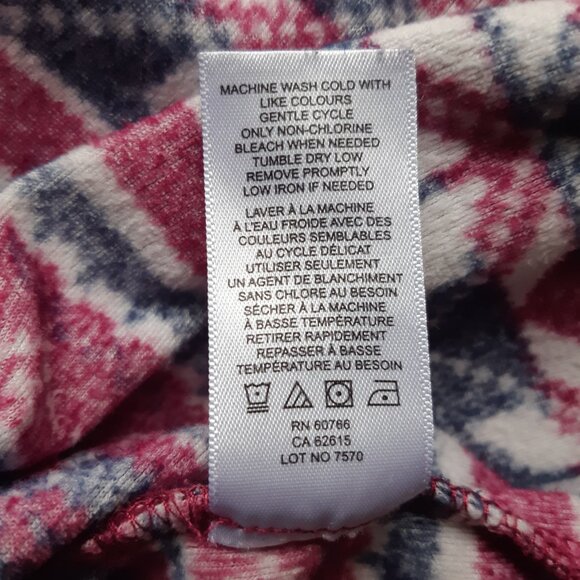 MACHINE WASH COLD WITH
LIKE COLOURS
GENTLE CYCLE
ONLY NON-CHLORINE
BLEACH WHEN NEEDED
TUMBLE DRY LOW
REMOVE PROMPTLY
LOW IRON IF NEEDED
LAVER À LA MACHINE
À L'EAU FROIDE AVEC DES
COULEURS SEMBLABLES
AU CYCLE DÉLICAT
UTILISER SEULEMENT
UN AGENT DE BLANCHIMENT
SANS CHLORE AU BESOIN
SÉCHER À LA MACHINE
À BASSE TEMPÉRATURE
RETIRER RAPIDEMENT
REPASSER À BASSE
TEMPÉRATURE AU BESOIN
RN 60766
CA 62615
LOT NO 7570